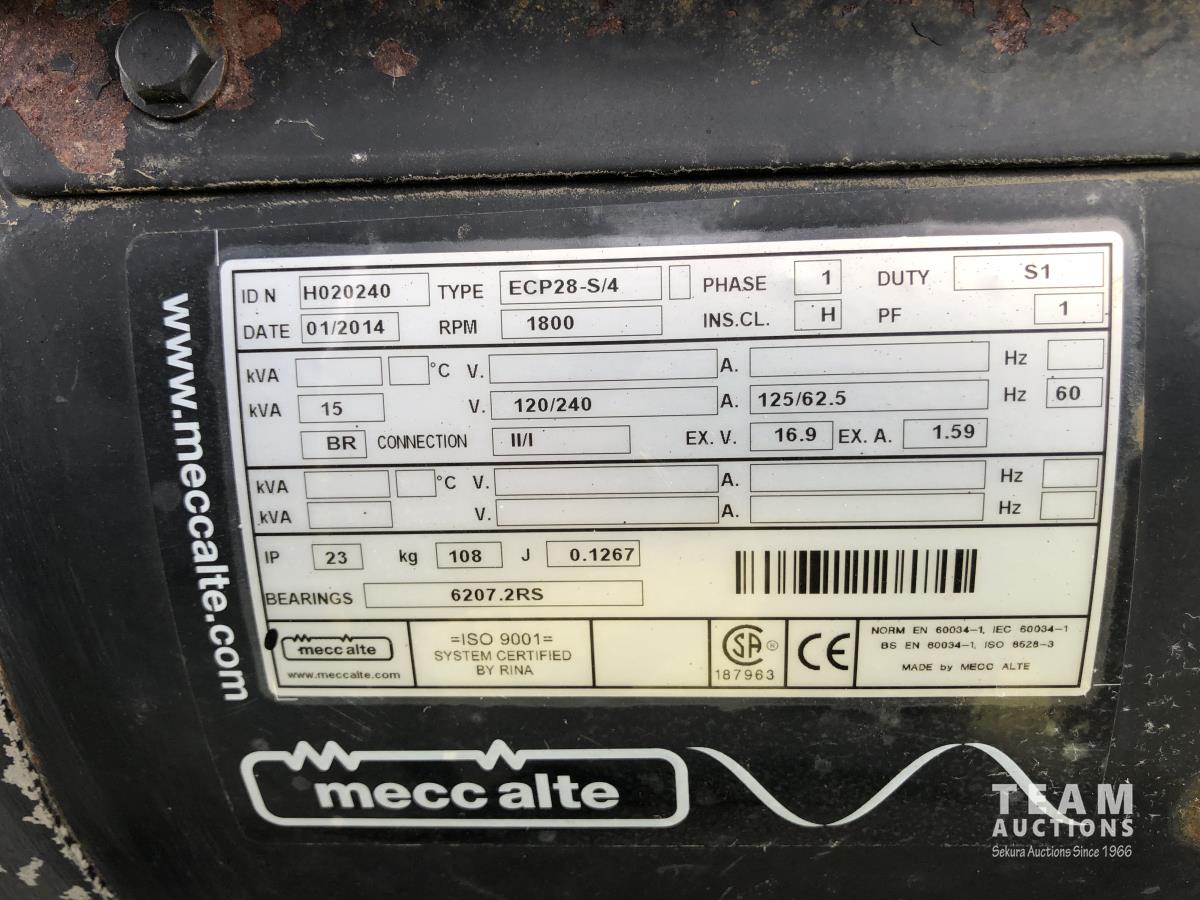 ID N H020240 TYPE ECP28-S/4 PHASE 1 DUTY S1
DATE 01/2014 RPM 1800 INS.CL. H PF 1
kVA °C V. A. Hz
kVA 15 V. 120/240 A. 125/62.5 Hz 60
BR CONNECTION II/I EX. V. 16.9 EX. A. 1.59
kVA °C V. A. Hz
kVA V. A. Hz
IP 23 kg 108 J 0.1267
BEARINGS 6207.2RS
mecc alte
www.meccalte.com
=ISO 9001=
SYSTEM CERTIFIED
BY RINA
CSA ®
187963
CE
NORM EN 60034-1, IEC 60034-1
BS EN 60034-1, ISO 8528-3
MADE by MECC ALTE
www.meccalte.com
mecc alte
TEAM
AUCTIONS
Sekura Auctions Since 1966